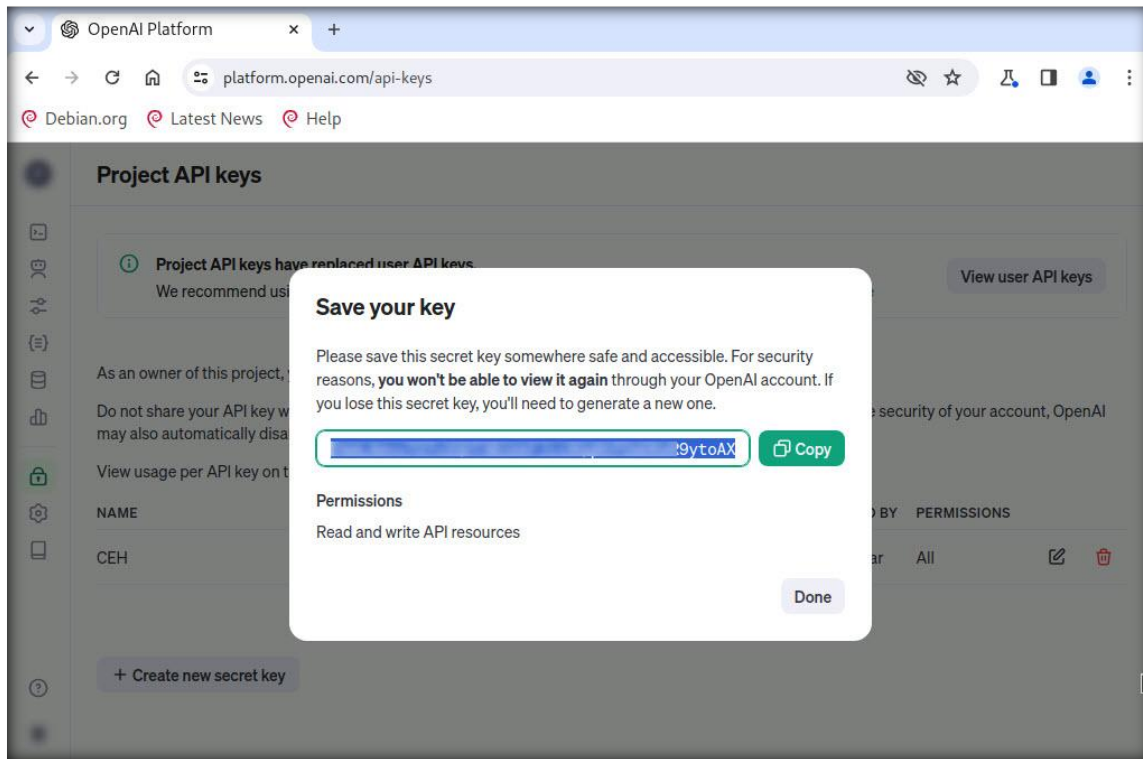 OpenAI Platform
platform.openai.com/api-keys
Debian.org Latest News Help
Project API keys
Project API keys have replaced user API keys.
We recommend usi
View user API keys
Save your key
Please save this secret key somewhere safe and accessible. For security
reasons, you won't be able to view it again through your OpenAI account. If
you lose this secret key, you'll need to generate a new one.
As an owner of this project,
Do not share your API key w
e security of your account, OpenAI
may also automatically disa
29ytoAX Copy
View usage per API key on t
Permissions
Read and write API resources
NAME
D BY PERMISSIONS
CEH
ar All
Done
+ Create new secret key